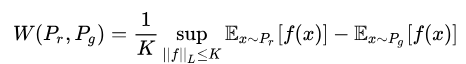 W(P_r, P_g) = \frac{1}{K} \sup_{||f||_L \leq K} \mathbb{E}_{x \sim P_r}[f(x)] - \mathbb{E}_{x \sim P_g}[f(x)]